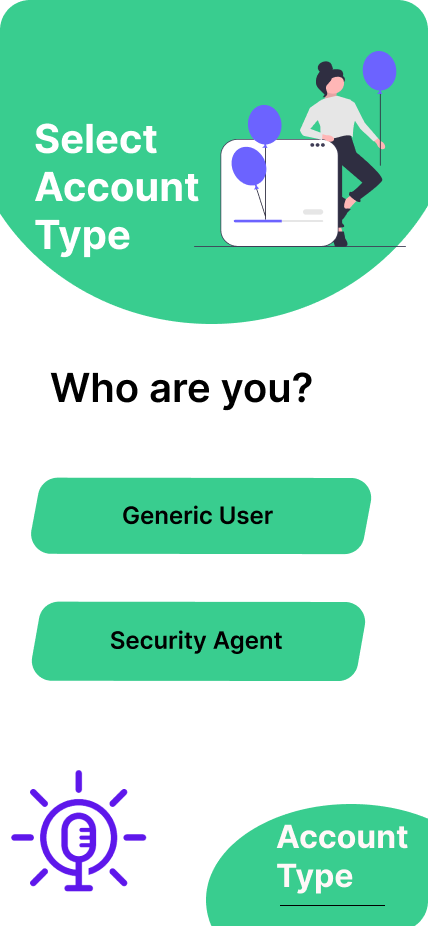 Select
Account
Type
Who are you?
Generic User
Security Agent
Account
Type